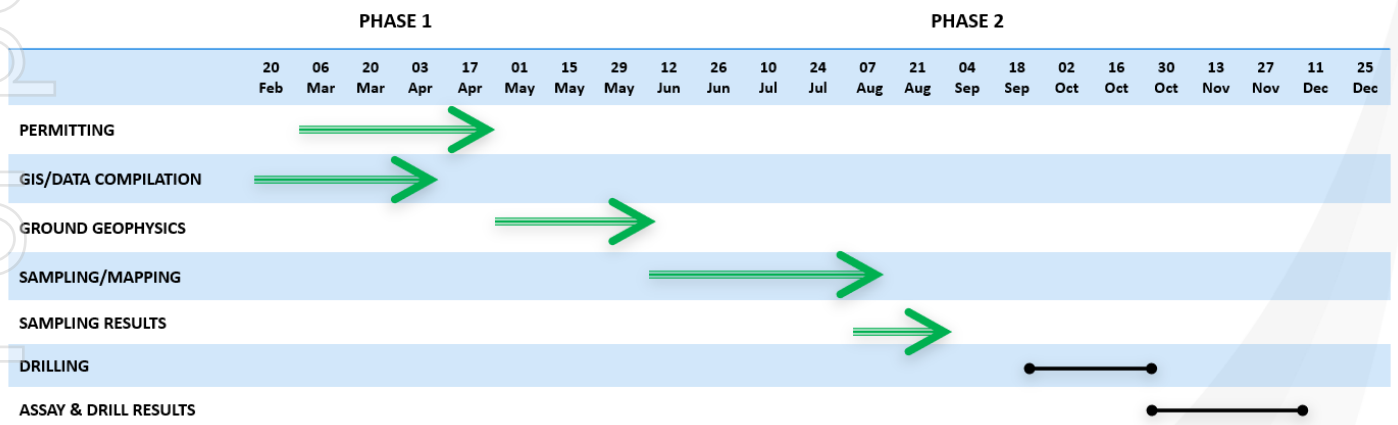 PHASE 1 PHASE 2
20 06 20 03 17 01 15 29 12 26 10 24 07 21 04 18 02 16 30 13 27 11 25
Feb Mar Mar Apr Apr May May May Jun Jun Jul Jul Aug Aug Sep Sep Oct Oct Oct Nov Nov Dec Dec
PERMITTING
GIS/DATA COMPILATION
GROUND GEOPHYSICS
SAMPLING/MAPPING
SAMPLING RESULTS
DRILLING
ASSAY & DRILL RESULTS